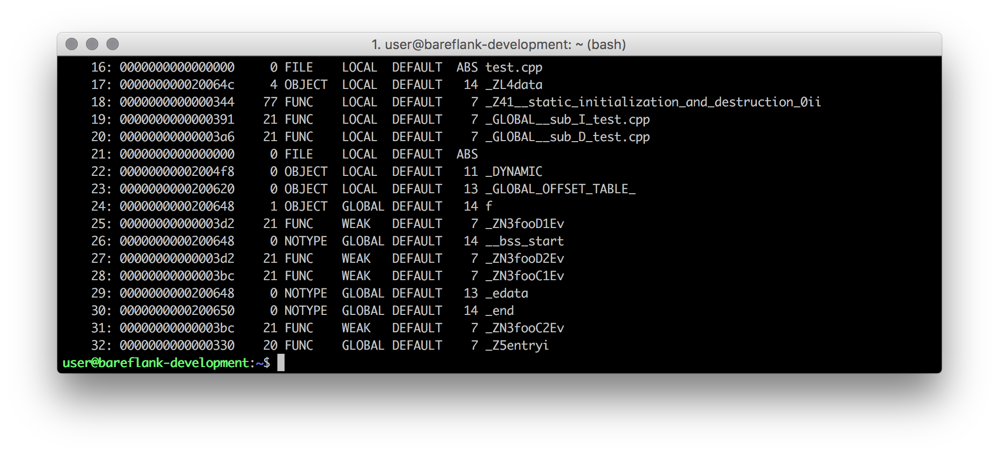 1. user@bareflank-development: ~ (bash)
16: 0000000000000000 0 FILE LOCAL DEFAULT ABS test.cpp
17: 000000000020064c 4 OBJECT LOCAL DEFAULT 14 _ZL4data
18: 0000000000000344 77 FUNC LOCAL DEFAULT 7 _Z41__static_initialization_and_destruction_0ii
19: 0000000000000391 21 FUNC LOCAL DEFAULT 7 _GLOBAL__sub_I_test.cpp
20: 00000000000003a6 21 FUNC LOCAL DEFAULT 7 _GLOBAL__sub_D_test.cpp
21: 0000000000000000 0 FILE LOCAL DEFAULT ABS
22: 00000000002004f8 0 OBJECT LOCAL DEFAULT 11 _DYNAMIC
23: 0000000000200620 0 OBJECT LOCAL DEFAULT 13 _GLOBAL_OFFSET_TABLE_
24: 0000000000200648 1 OBJECT GLOBAL DEFAULT 14 f
25: 00000000000003d2 21 FUNC WEAK DEFAULT 7 _ZN3fooD1Ev
26: 0000000000200648 0 NOTYPE GLOBAL DEFAULT 14 __bss_start
27: 00000000000003d2 21 FUNC WEAK DEFAULT 7 _ZN3fooD2Ev
28: 00000000000003bc 21 FUNC WEAK DEFAULT 7 _ZN3fooC1Ev
29: 0000000000200648 0 NOTYPE GLOBAL DEFAULT 13 _edata
30: 0000000000200650 0 NOTYPE GLOBAL DEFAULT 14 _end
31: 00000000000003bc 21 FUNC WEAK DEFAULT 7 _ZN3fooC2Ev
32: 0000000000000330 20 FUNC GLOBAL DEFAULT 7 _Z5entryi
user@bareflank-development:~$